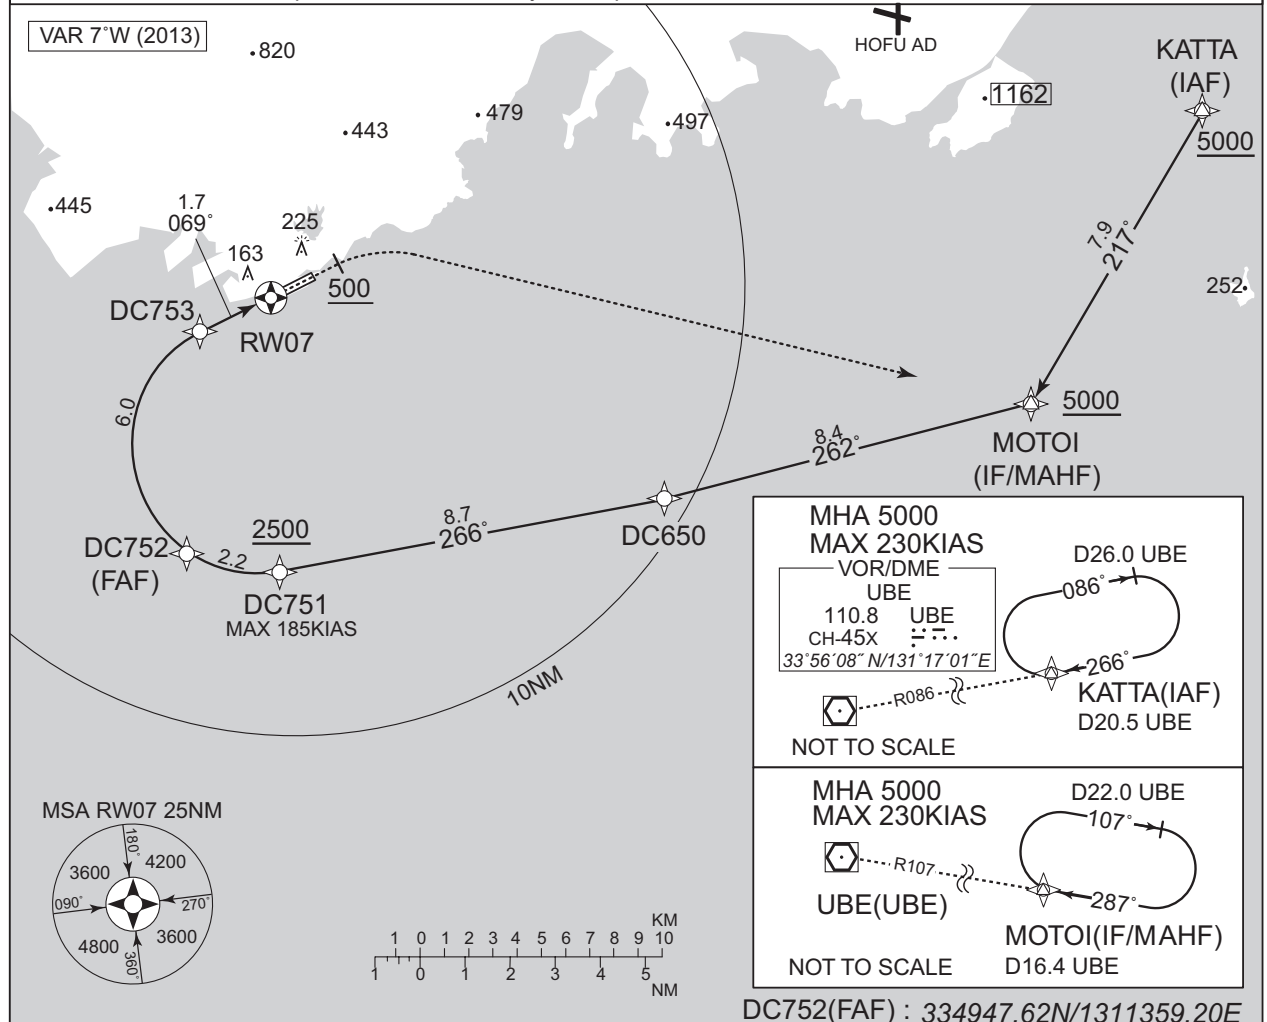 VAR 7°W (2013)
820
HOFU AD
KATTA
(IAF)
1162
5000
479
443
497
445
1.7
069°
225
163
7.9
217°
252
500
DC753
RW07
6.0
5000
8.4
262°
MOTOI
(IF/MAHF)
2500
8.7
266°
DC650
DC752
(FAF)
2.2
DC751
MAX 185KIAS
10NM
MHA 5000
MAX 230KIAS
VOR/DME
UBE
110.8 UBE
CH-45X
33°56′08″N/131°17′01″E
D26.0 UBE
086°
266°
R086
KATTA(IAF)
D20.5 UBE
NOT TO SCALE
MHA 5000
MAX 230KIAS
D22.0 UBE
107°
R107
287°
UBE(UBE)
MOTOI(IF/MAHF)
D16.4 UBE
NOT TO SCALE
MSA RW07 25NM
180°
3600 4200
090° 270°
4800 3600
360°
KM
1 0 1 2 3 4 5 6 7 8 9 10
1 0 1 2 3 4 5
NM
DC752(FAF) : 334947.62N/1311359.20E